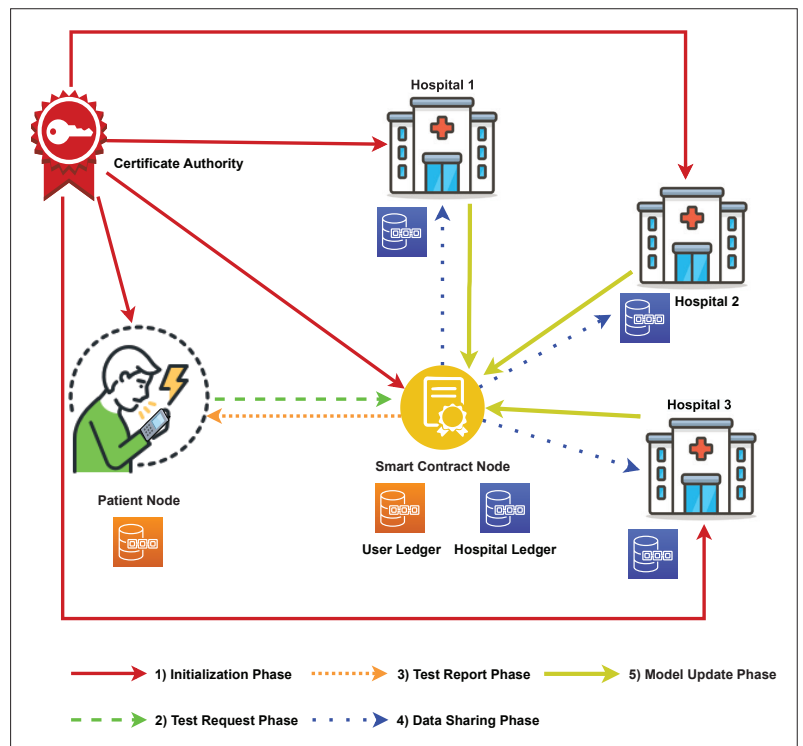 Hospital 1
Certificate Authority
Hospital 2
Hospital 3
Smart Contract Node
Patient Node
User Ledger
Hospital Ledger
1) Initialization Phase
3) Test Report Phase
5) Model Update Phase
2) Test Request Phase
4) Data Sharing Phase